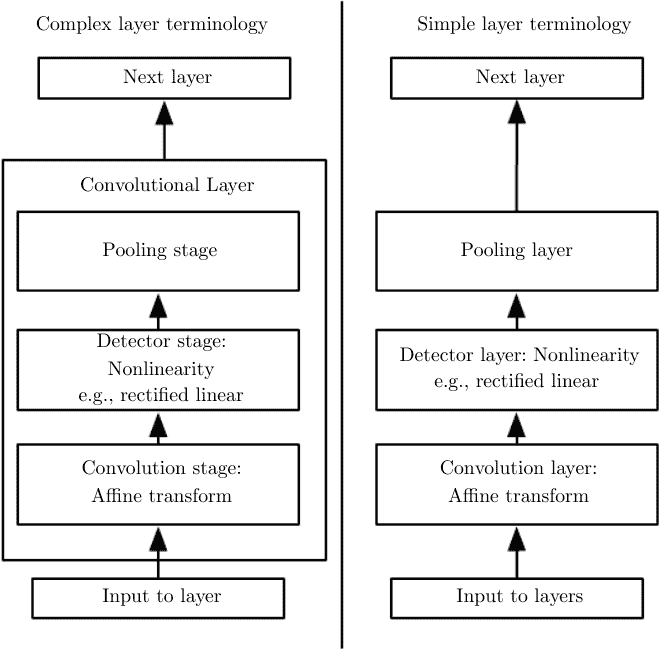 Complex layer terminology
Next layer
Convolutional Layer
Pooling stage
Detector stage:
Nonlinearity
e.g., rectified linear
Convolution stage:
Affine transform
Input to layer
Simple layer terminology
Next layer
Pooling layer
Detector layer: Nonlinearity
e.g., rectified linear
Convolution layer:
Affine transform
Input to layers